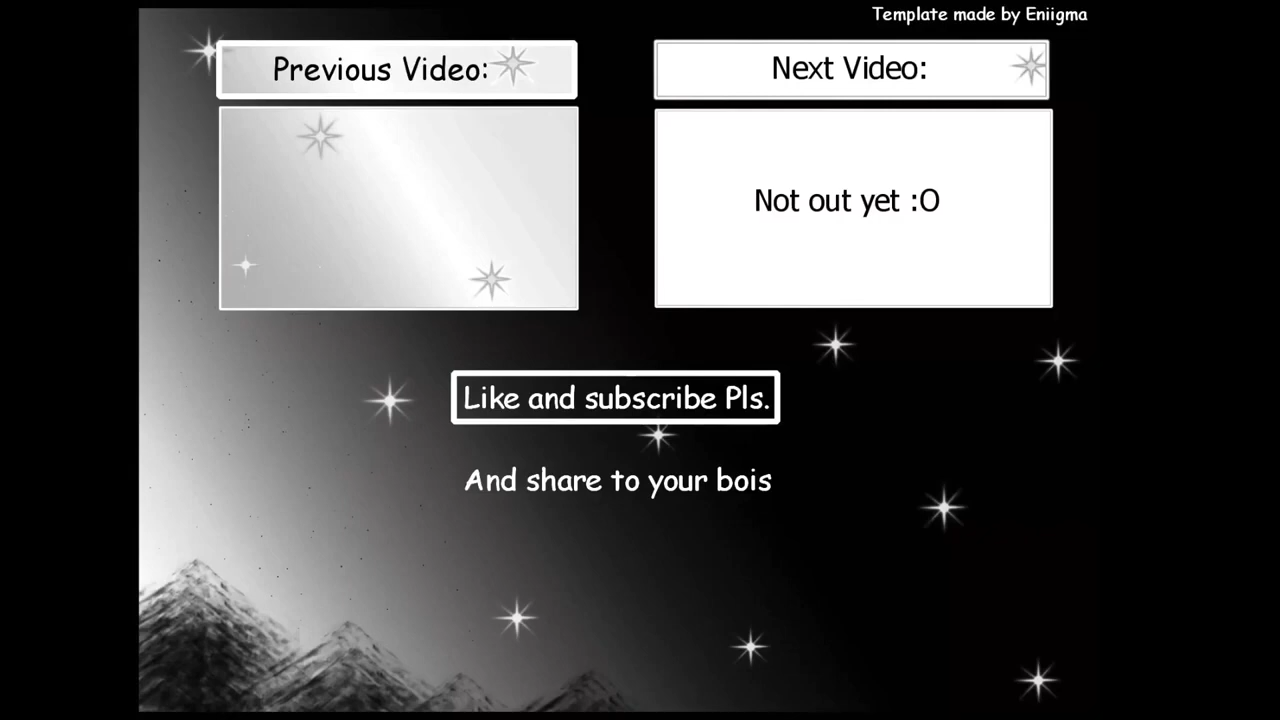 Template made by Eniigma
Previous Video:
Next Video:
Not out yet :O
Like and subscribe Pls.
And share to your bois